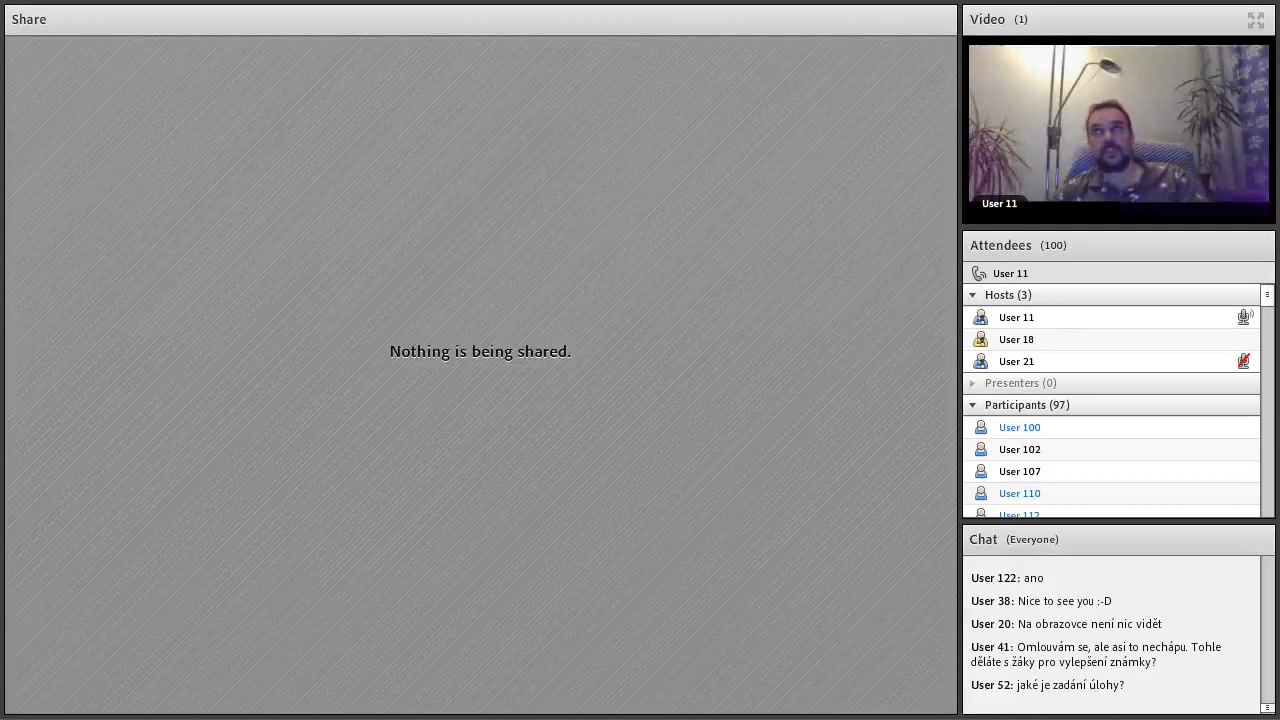 Share
Nothing is being shared.
Video (1)
User 11
Attendees (100)
User 11
Hosts (3)
User 11
User 18
User 21
Presenters (0)
Participants (97)
User 100
User 102
User 107
User 110
User 112
Chat (Everyone)
User 122: ano
User 38: Nice to see you :-D
User 20: Na obrazovce není nic vidět
User 41: Omlouvám se, ale asi to nechápu. Tohle
děláte s žáky pro vylepšení známky?
User 52: jaké je zadání úlohy?